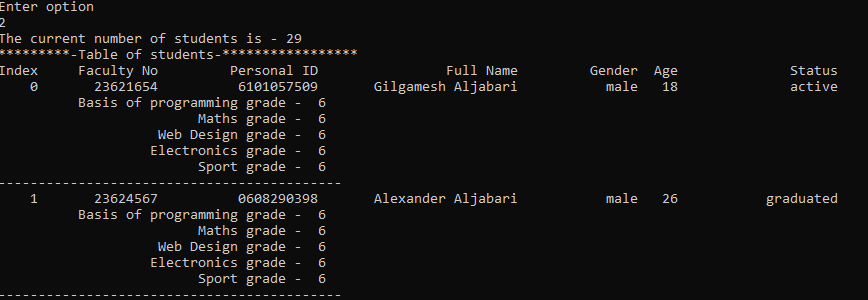 Enter option
2
The current number of students is - 29
*********-Table of students-*****************
Index Faculty No Personal ID Full Name Gender Age Status
0 23621654 6101057509 Gilgamesh Aljabari male 18 active
Basis of programming grade - 6
Maths grade - 6
Web Design grade - 6
Electronics grade - 6
Sport grade - 6
-------------------------------------------
1 23624567 0608290398 Alexander Aljabari male 26 graduated
Basis of programming grade - 6
Maths grade - 6
Web Design grade - 6
Electronics grade - 6
Sport grade - 6
-------------------------------------------